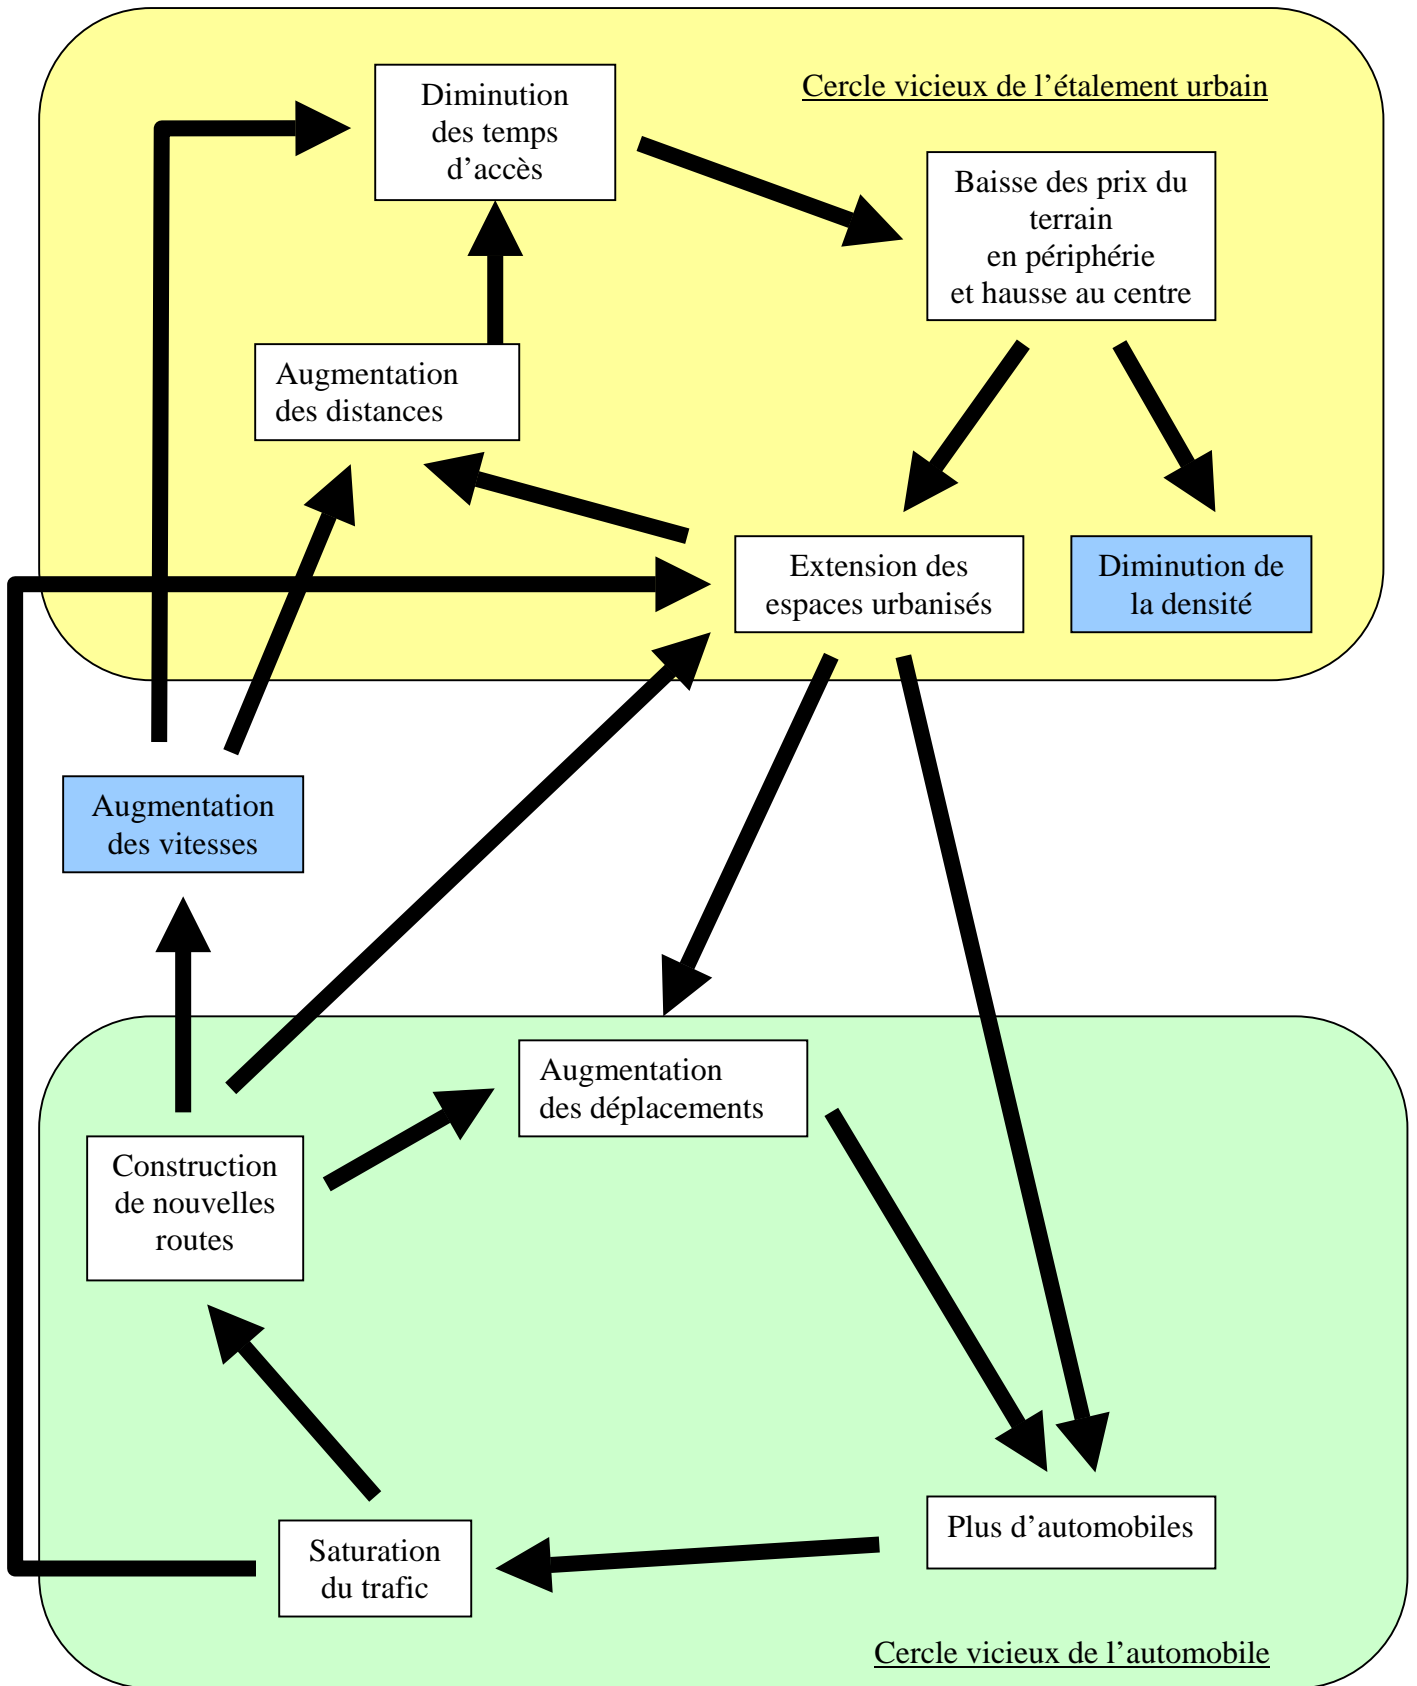 Cercle vicieux de l’étalement urbain
Diminution
des temps
d’accès
Baisse des prix du
terrain
en périphérie
et hausse au centre
Augmentation
des distances
Extension des
espaces urbanisés
Diminution de
la densité
Augmentation
des vitesses
Augmentation
des déplacements
Construction
de nouvelles
routes
Plus d’automobiles
Saturation
du trafic
Cercle vicieux de l’automobile